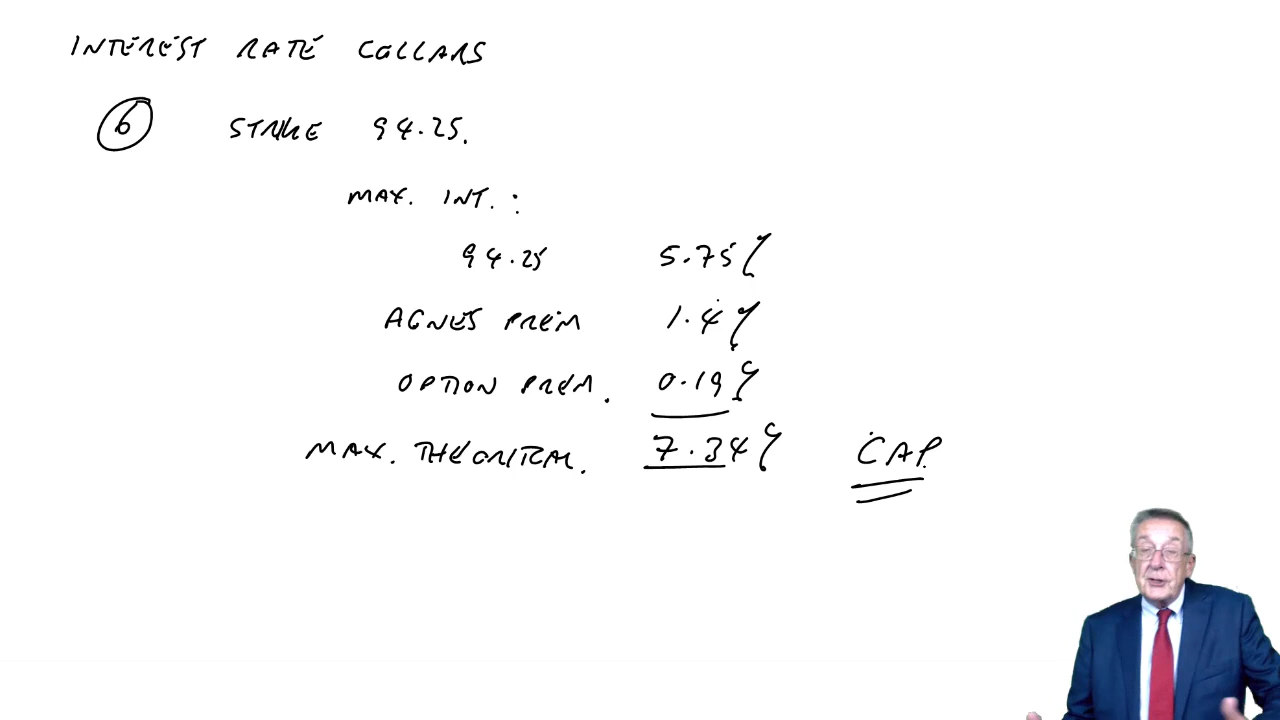 INTEREST RATE COLLARS
6 STRIKE 94.25.
MAX. INT. :
94.25 5.75%
AGNES PREM 1.4%
OPTION PREM. 0.19%
MAX. THEORITICAL. 7.34% CAP.